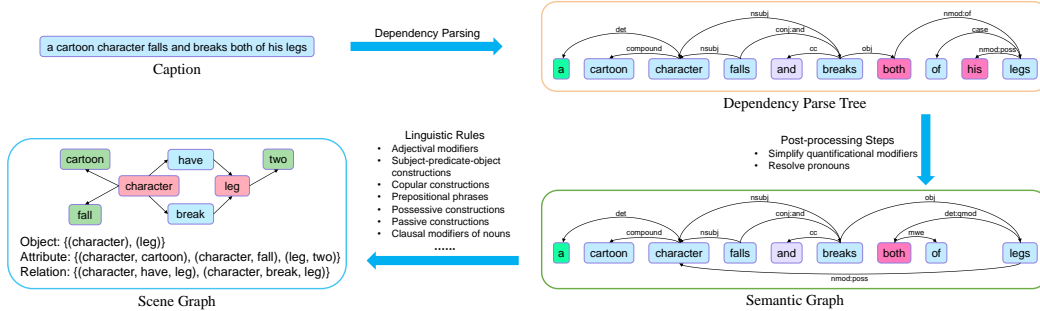 a cartoon character falls and breaks both of his legs
Caption
Dependency Parsing
nmod:of
nsubj
det
conj:and
case
compound
nsubj
cc
obj
nmod:poss
a cartoon character falls and breaks both of his legs
Dependency Parse Tree
Post-processing Steps
• Simplify quantificational modifiers
• Resolve pronouns
obj
nsubj
det
conj:and
det:qmod
compound
nsubj
cc
mwe
a cartoon character falls and breaks both of legs
nmod:poss
Semantic Graph
Linguistic Rules
• Adjectival modifiers
• Subject-predicate-object
constructions
• Copular constructions
• Prepositional phrases
• Possessive constructions
• Passive constructions
• Clausal modifiers of nouns
……
cartoon have two
character leg
fall break
Object: {(character), (leg)}
Attribute: {(character, cartoon), (character, fall), (leg, two)}
Relation: {(character, have, leg), (character, break, leg)}
Scene Graph